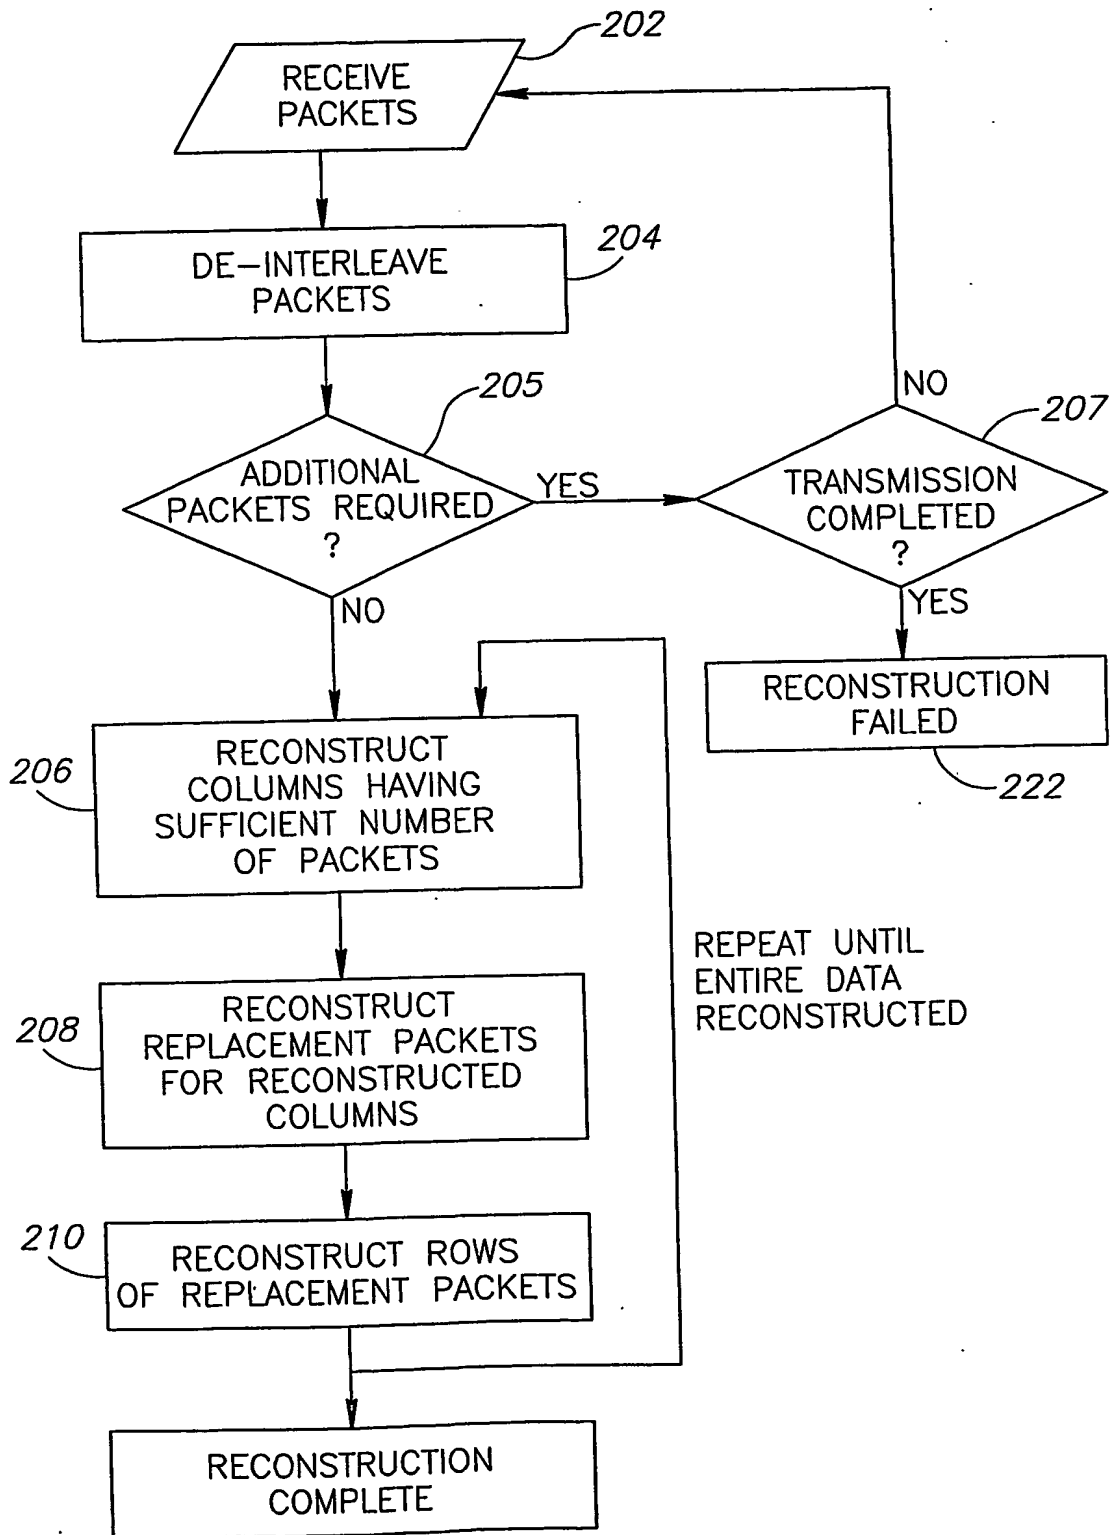 202
RECEIVE
PACKETS
204
DE-INTERLEAVE
PACKETS
205
ADDITIONAL
PACKETS REQUIRED
?
YES
NO
207
NO
TRANSMISSION
COMPLETED
?
YES
RECONSTRUCTION
FAILED
222
206
RECONSTRUCT
COLUMNS HAVING
SUFFICIENT NUMBER
OF PACKETS
REPEAT UNTIL
ENTIRE DATA
RECONSTRUCTED
208
RECONSTRUCT
REPLACEMENT PACKETS
FOR RECONSTRUCTED
COLUMNS
210
RECONSTRUCT ROWS
OF REPLACEMENT PACKETS
RECONSTRUCTION
COMPLETE